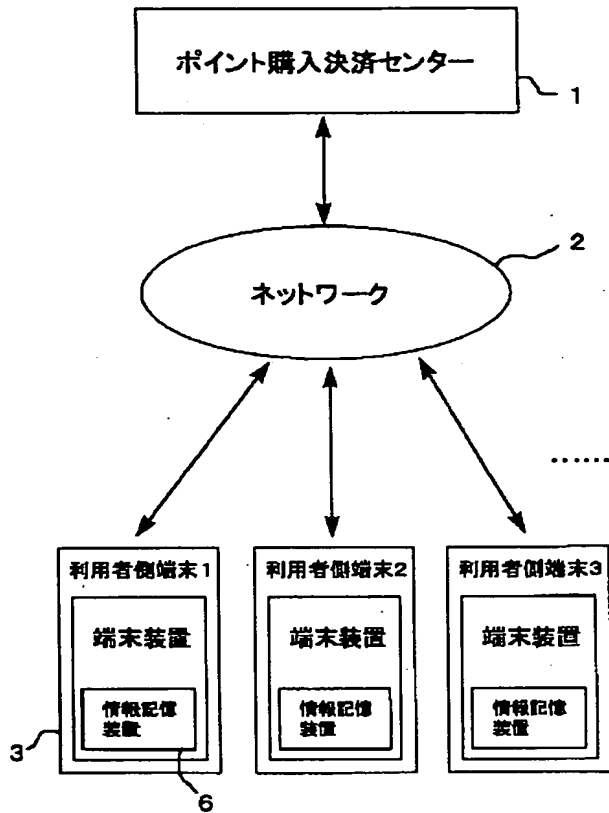 ポイント購入決済センター
1
2
ネットワーク
……
利用者側端末1
端末装置
情報記憶
装置
利用者側端末2
端末装置
情報記憶
装置
利用者側端末3
端末装置
情報記憶
装置
3
6